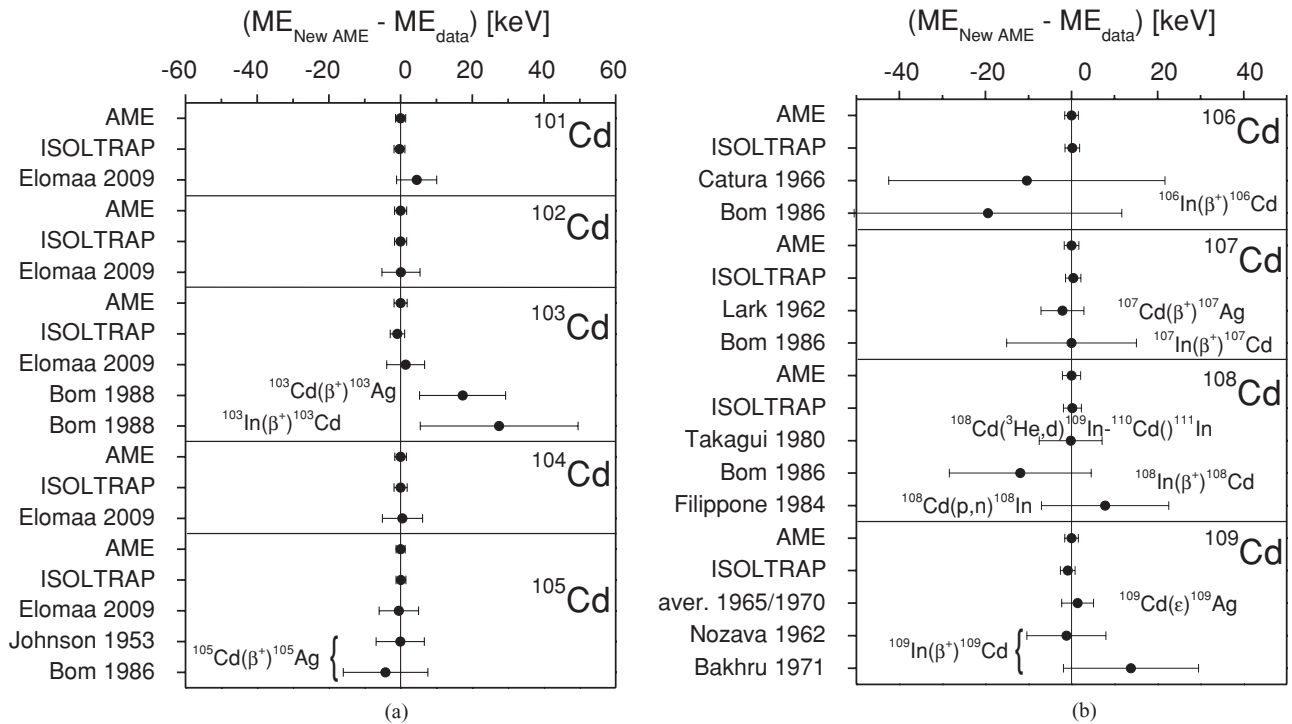 (ME_New AME - ME_data) [keV]
-60 -40 -20 0 20 40 60
AME
ISOLTRAP
Elomaa 2009
¹⁰¹Cd
AME
ISOLTRAP
Elomaa 2009
¹⁰²Cd
AME
ISOLTRAP
Elomaa 2009
Bom 1988
Bom 1988
¹⁰³Cd
¹⁰³Cd(β⁺)¹⁰³Ag
¹⁰³In(β⁺)¹⁰³Cd
AME
ISOLTRAP
Elomaa 2009
¹⁰⁴Cd
AME
ISOLTRAP
Elomaa 2009
Johnson 1953
Bom 1986
¹⁰⁵Cd
¹⁰⁵Cd(β⁺)¹⁰⁵Ag {
(a)
(ME_New AME - ME_data) [keV]
-40 -20 0 20 40
AME
ISOLTRAP
Catura 1966
Bom 1986
¹⁰⁶Cd
¹⁰⁶In(β⁺)¹⁰⁶Cd
AME
ISOLTRAP
Lark 1962
Bom 1986
¹⁰⁷Cd
¹⁰⁷Cd(β⁺)¹⁰⁷Ag
¹⁰⁷In(β⁺)¹⁰⁷Cd
AME
ISOLTRAP
Takagui 1980
Bom 1986
Filippone 1984
¹⁰⁸Cd
¹⁰⁸Cd(³He,d)¹⁰⁹In-¹¹⁰Cd()¹¹¹In
¹⁰⁸In(β⁺)¹⁰⁸Cd
¹⁰⁸Cd(p,n)¹⁰⁸In
AME
ISOLTRAP
aver. 1965/1970
Nozava 1962
Bakhru 1971
¹⁰⁹Cd
¹⁰⁹Cd(ε)¹⁰⁹Ag
¹⁰⁹In(β⁺)¹⁰⁹Cd {
(b)